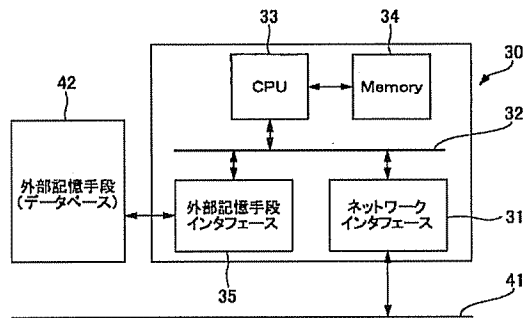 33
34
30
42
CPU
Memory
32
外部記憶手段
(データベース)
外部記憶手段
インタフェース
ネットワーク
インタフェース
31
35
41